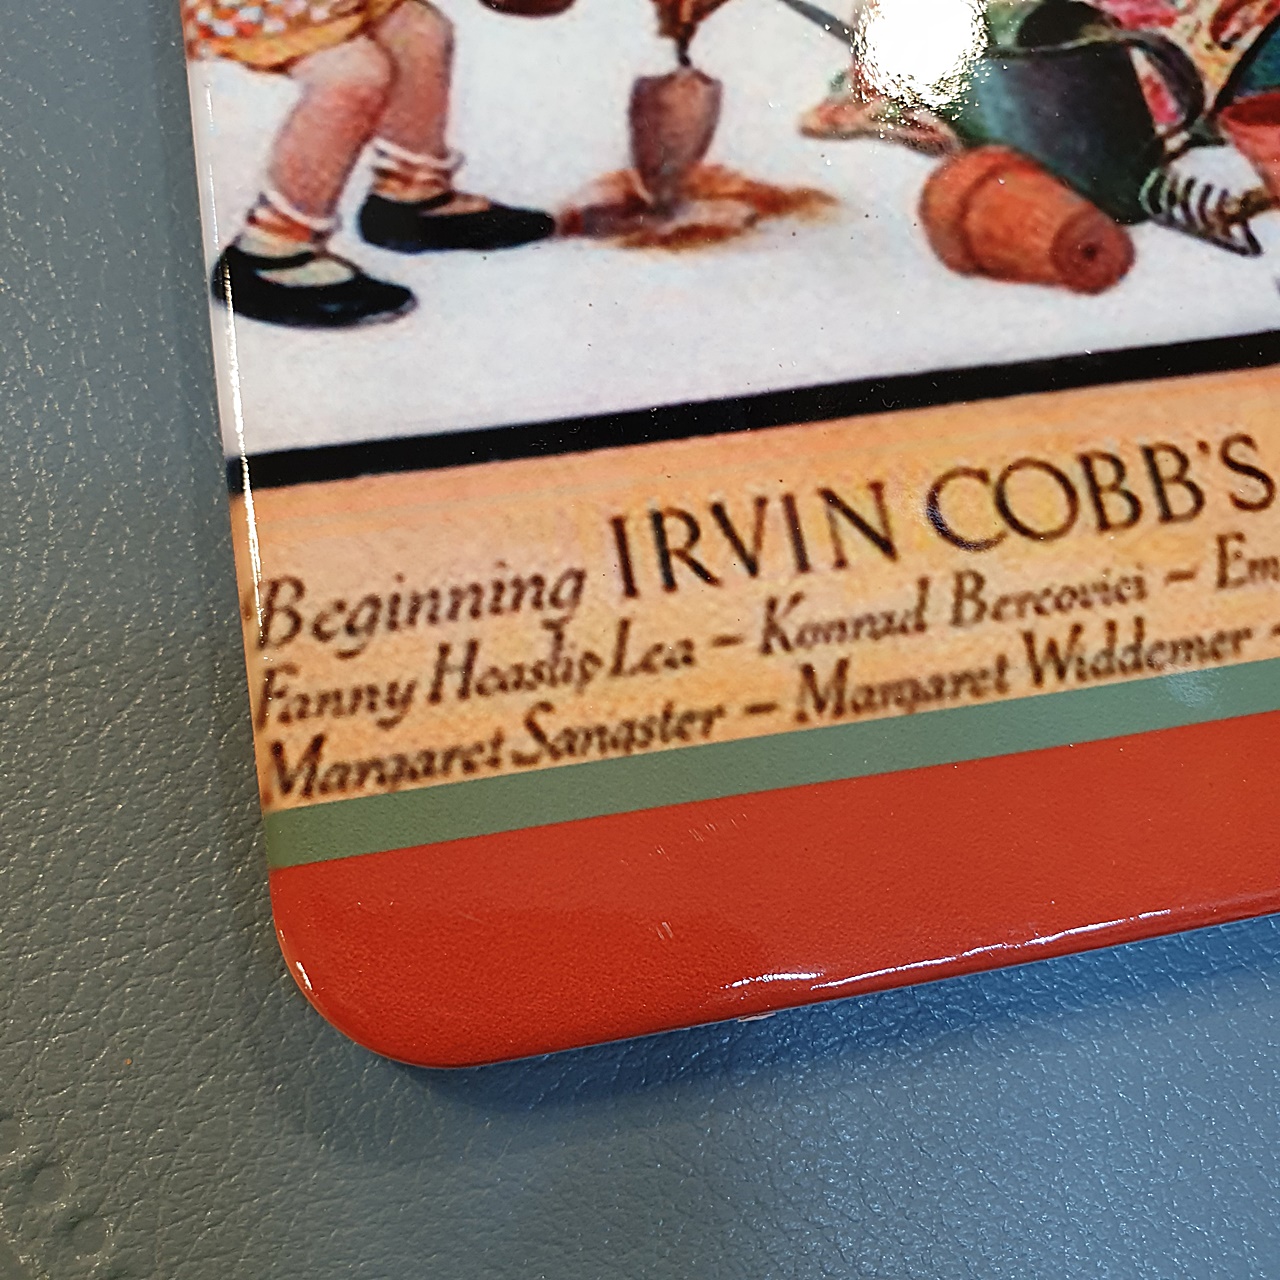 Beginning IRVIN COBB'S
Fanny Heaslip Lea – Konrad Bercovici – Em
Margaret Sangster – Margaret Widdemer –